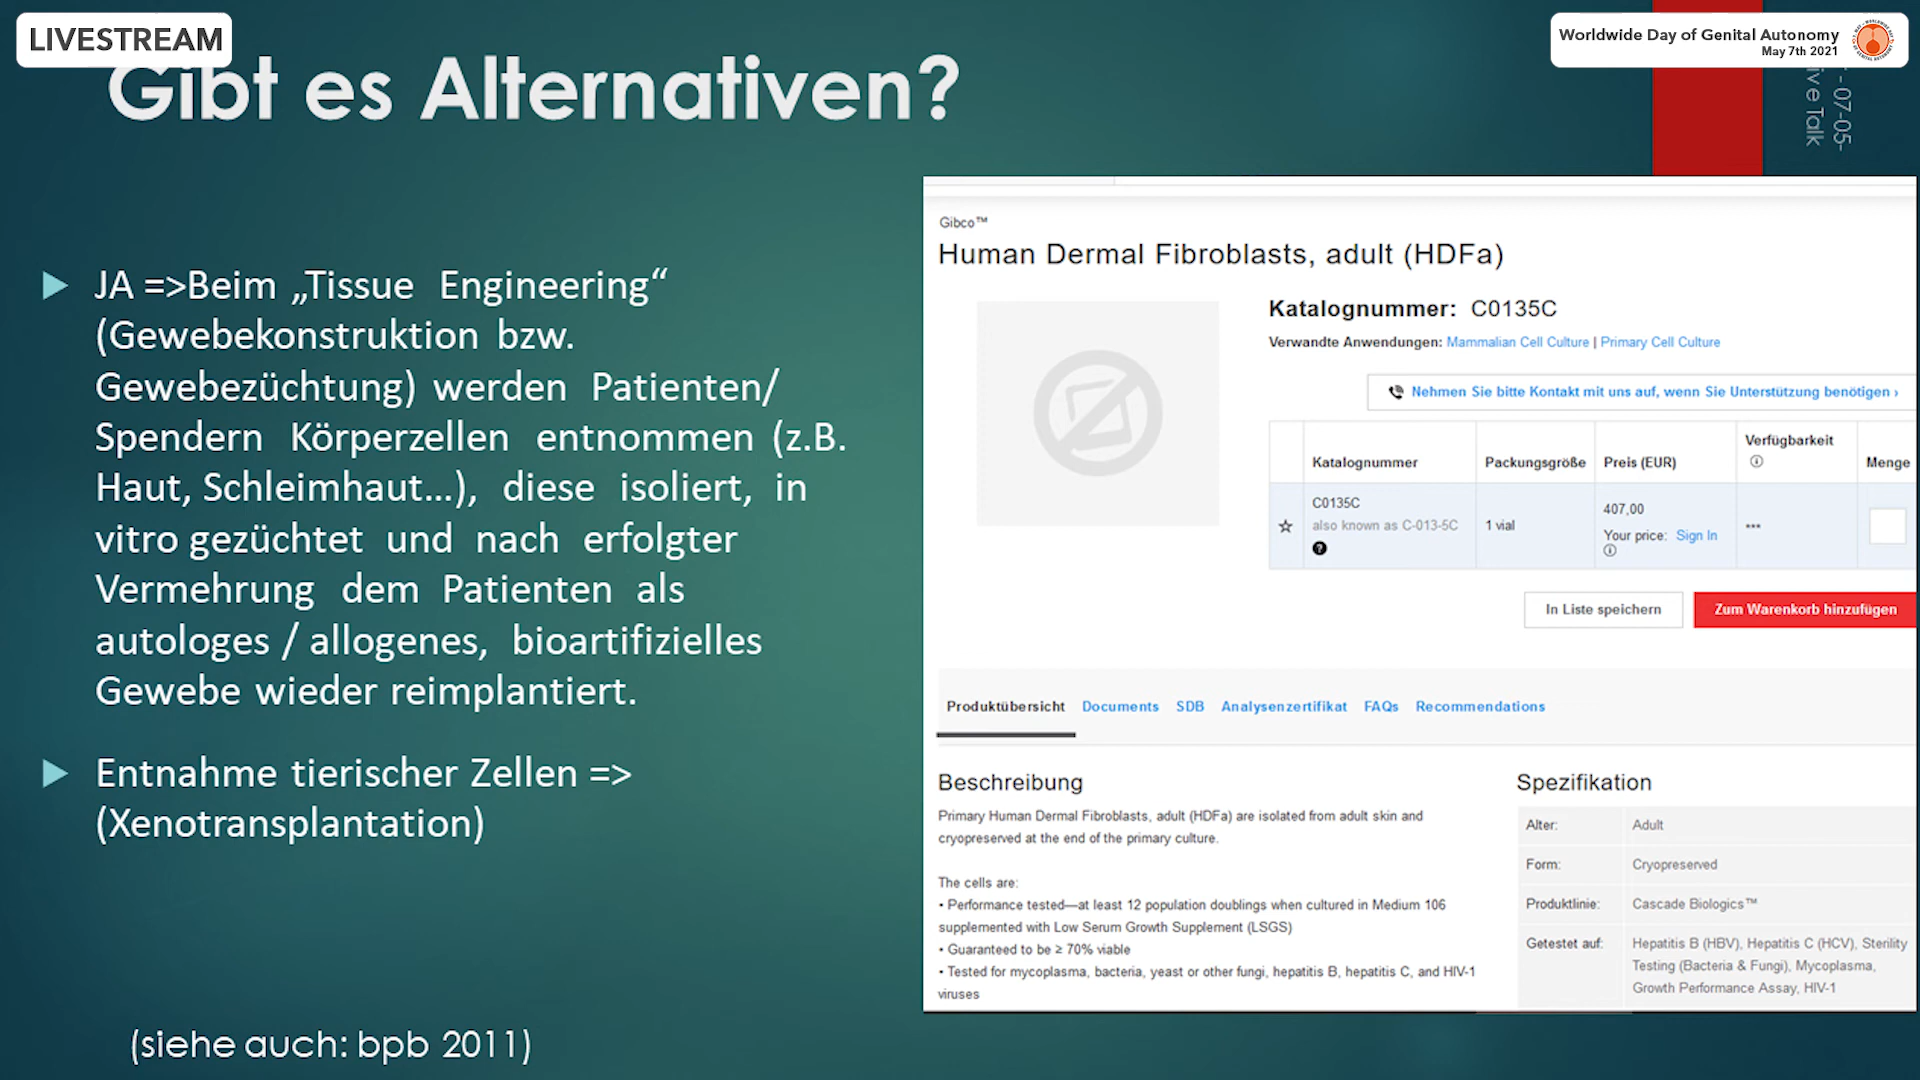 LIVESTREAM
Worldwide Day of Genital Autonomy
May 7th 2021
Gibt es Alternativen?
- 07-05-
ive Talk
JA =>Beim „Tissue Engineering“
(Gewebekonstruktion bzw.
Gewebezüchtung) werden Patienten/
Spendern Körperzellen entnommen (z.B.
Haut, Schleimhaut...), diese isoliert, in
vitro gezüchtet und nach erfolgter
Vermehrung dem Patienten als
autologes / allogenes, bioartifizielles
Gewebe wieder reimplantiert.
Entnahme tierischer Zellen =>
(Xenotransplantation)
(siehe auch: bpb 2011)
Gibco™
Human Dermal Fibroblasts, adult (HDFa)
Katalognummer: C0135C
Verwandte Anwendungen: Mammalian Cell Culture | Primary Cell Culture
Nehmen Sie bitte Kontakt mit uns auf, wenn Sie Unterstützung benötigen ›
Katalognummer Packungsgröße Preis (EUR) Verfügbarkeit Menge
C0135C
also known as C-013-5C
1 vial
407,00
Your price: Sign In
In Liste speichern
Zum Warenkorb hinzufügen
Produktübersicht Documents SDB Analysenzertifikat FAQs Recommendations
Beschreibung
Primary Human Dermal Fibroblasts, adult (HDFa) are isolated from adult skin and
cryopreserved at the end of the primary culture.
The cells are:
• Performance tested—at least 12 population doublings when cultured in Medium 106
supplemented with Low Serum Growth Supplement (LSGS)
• Guaranteed to be ≥ 70% viable
• Tested for mycoplasma, bacteria, yeast or other fungi, hepatitis B, hepatitis C, and HIV-1
viruses
Spezifikation
Alter: Adult
Form: Cryopreserved
Produktlinie: Cascade Biologics™
Getestet auf: Hepatitis B (HBV), Hepatitis C (HCV), Sterility
Testing (Bacteria & Fungi), Mycoplasma,
Growth Performance Assay, HIV-1